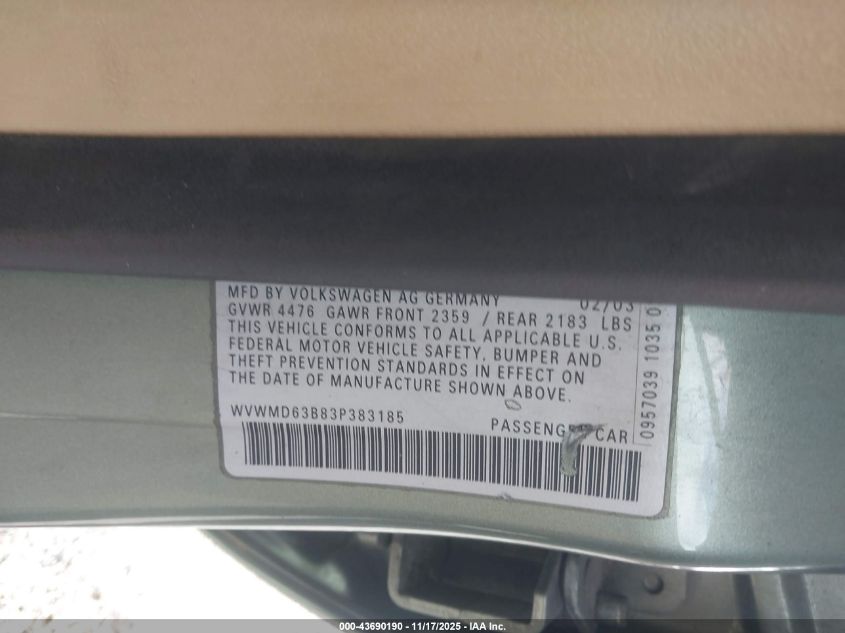 MFD BY VOLKSWAGEN AG GERMANY 02/03
GVWR 4476 GAWR FRONT 2359 / REAR 2183 LBS
THIS VEHICLE CONFORMS TO ALL APPLICABLE U.S.
FEDERAL MOTOR VEHICLE SAFETY, BUMPER AND
THEFT PREVENTION STANDARDS IN EFFECT ON
THE DATE OF MANUFACTURE SHOWN ABOVE.
WVWMD63B83P383185 PASSENGER CAR
0957039 1035 0
000-43690190 - 11/17/2025 - IAA Inc.